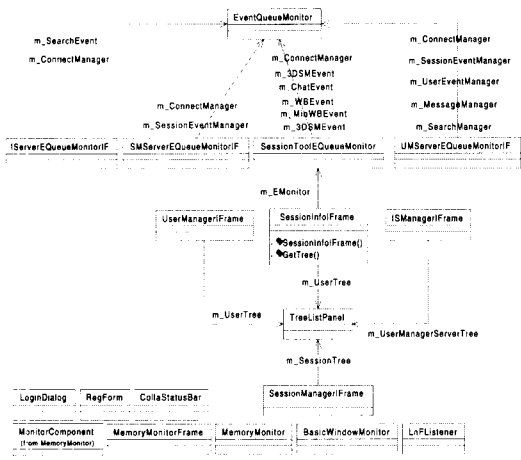 EventQueueMonitor
m_SearchEvent
m_ConnectManager
m_ConnectManager
m_3DSMEvent
m_ChatEvent
m_WBEvent
m_MinWBEvent
m_3DSMEvent
m_ConnectManager
m_SessionEventManager
m_UserEventManager
m_MessageManager
m_SearchManager
m_ConnectManager
m_SessionEventManager
IServerEQueueMonitorIF
SMServerEQueueMonitorIF
SessionToolEQueueMonitor
UMServerEQueueMonitorIF
m_EMonitor
UserManagerIFrame
SessionInfoIFrame
ISManagerIFrame
SessionInfoIFrame()
GetTree()
m_UserTree
m_UserTree
TreeListPanel
m_UserManagerServerTree
m_SessionTree
LoginDialog
RegForm
CollaStatusBar
SessionManagerIFrame
MonitorComponent
(from MemoryMonitor)
MemoryMonitorFrame
MemoryMonitor
BasicWindowMonitor
LnFListener